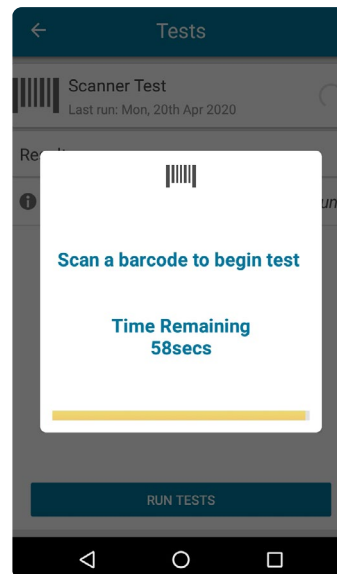 Tests
Scanner Test
Last run: Mon, 20th Apr 2020
Scan a barcode to begin test
Time Remaining
58secs
RUN TESTS